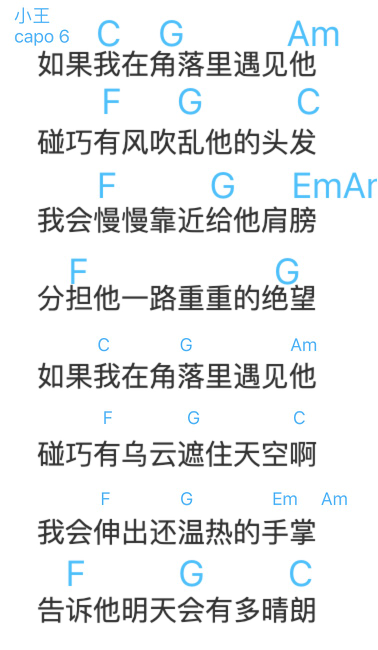 小王
capo 6
C G Am
如果我在角落里遇见他
F G C
碰巧有风吹乱他的头发
F G EmAm
我会慢慢靠近给他肩膀
F G
分担他一路重重的绝望
C G Am
如果我在角落里遇见他
F G C
碰巧有乌云遮住天空啊
F G Em Am
我会伸出还温热的手掌
F G C
告诉他明天会有多晴朗